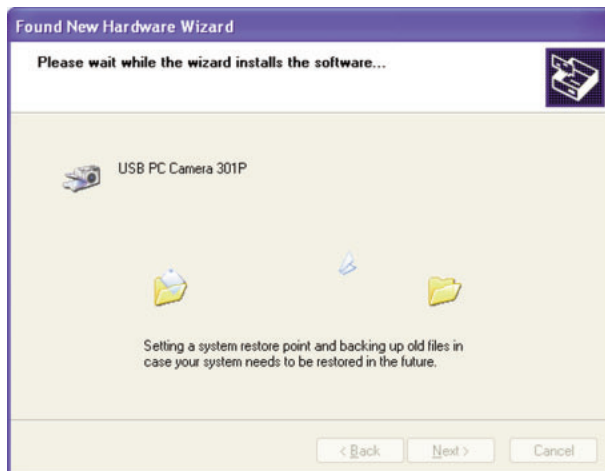 Found New Hardware Wizard
Please wait while the wizard installs the software...
USB PC Camera 301P
Setting a system restore point and backing up old files in
case your system needs to be restored in the future.
< Back
Next >
Cancel